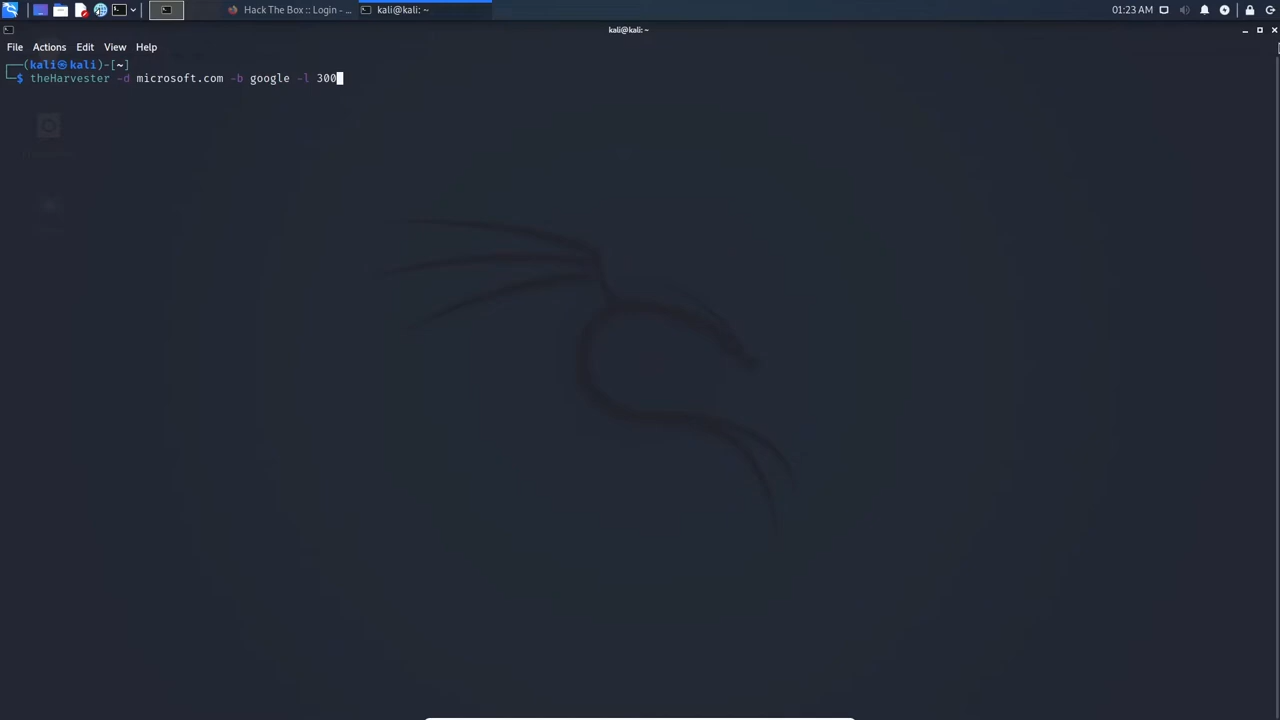 Hack The Box :: Login - ...
kali@kali: ~
01:23 AM
kali@kali: ~
File Actions Edit View Help
┌──(kali㉿kali)-[~]
└─$ theHarvester -d microsoft.com -b google -l 300